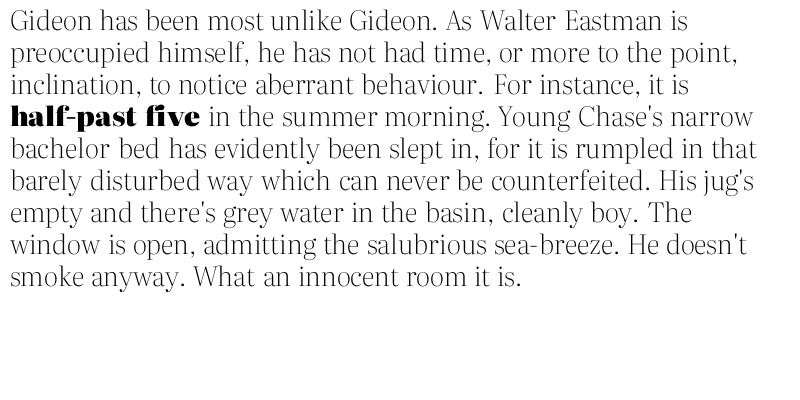 Gideon has been most unlike Gideon. As Walter Eastman is
preoccupied himself, he has not had time, or more to the point,
inclination, to notice aberrant behaviour. For instance, it is
half-past five in the summer morning. Young Chase's narrow
bachelor bed has evidently been slept in, for it is rumpled in that
barely disturbed way which can never be counterfeited. His jug's
empty and there's grey water in the basin, cleanly boy. The
window is open, admitting the salubrious sea-breeze. He doesn't
smoke anyway. What an innocent room it is.